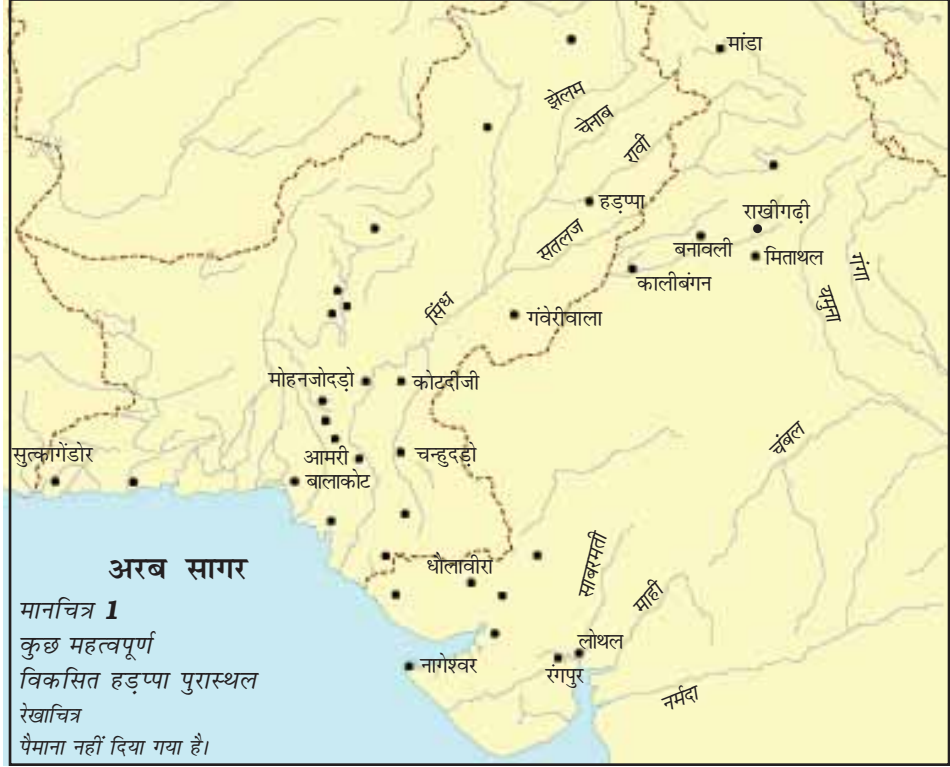 मांडा
झेलम
चेनाब
रावी
हड़प्पा
राखीगढ़ी
सतलज
बनावली
मिताथल
गंगा
कालीबंगन
यमुना
सिंध
गंवेरीवाला
मोहनजोदड़ो
कोटदीजी
चंबल
सुत्कागेंडोर
आमरी
चन्हुदड़ो
बालाकोट
अरब सागर
धौलावीरा
साबरमती
माही
लोथल
नागेश्वर
रंगपुर
नर्मदा
मानचित्र 1
कुछ महत्वपूर्ण
विकसित हड़प्पा पुरास्थल
रेखाचित्र
पैमाना नहीं दिया गया है।